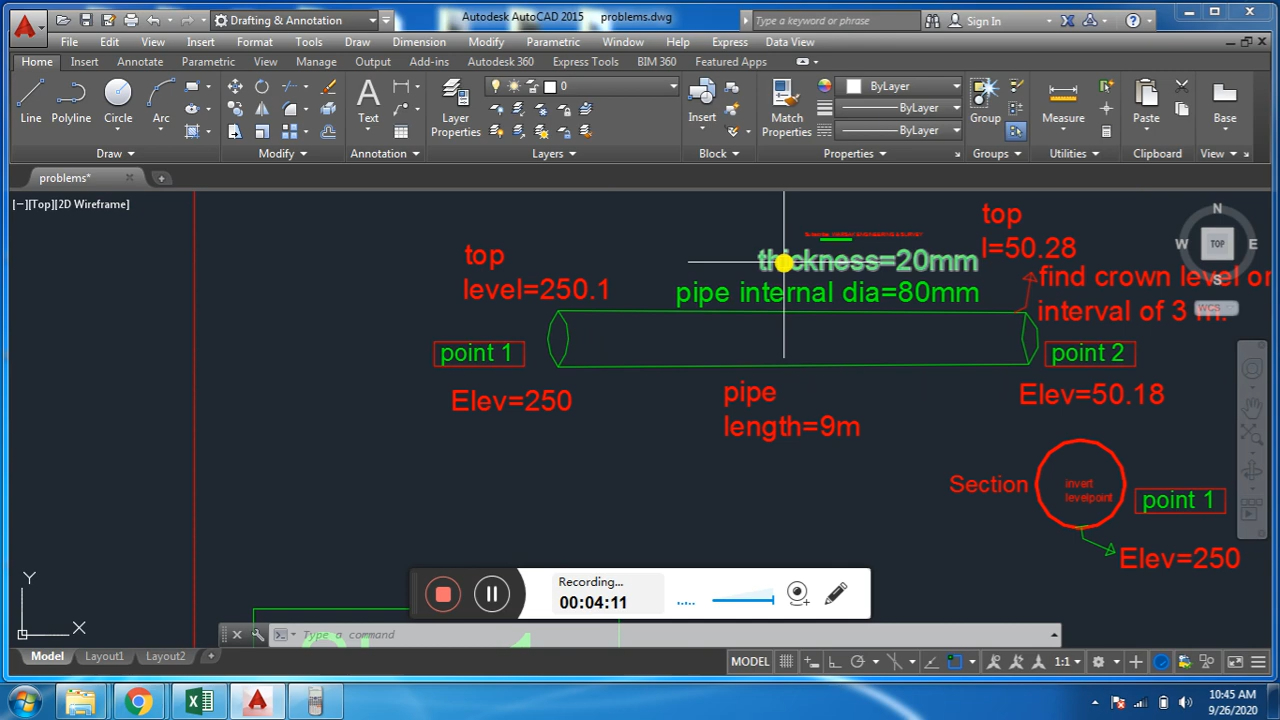 Drafting & Annotation
Autodesk AutoCAD 2015 problems.dwg
Type a keyword or phrase
Sign In
File Edit View Insert Format Tools Draw Dimension Modify Parametric Window Help Express Data View
Home Insert Annotate Parametric View Manage Output Add-ins Autodesk 360 Express Tools BIM 360 Featured Apps
0
ByLayer
ByLayer
ByLayer
Line Polyline Circle Arc Text Layer Properties Insert Match Properties Group Measure Paste Base
Draw Modify Annotation Layers Block Properties Groups Utilities Clipboard View
problems*
[−][Top][2D Wireframe]
N
W TOP E
S
WCS
top
level=250.1
thickness=20mm
pipe internal dia=80mm
top
l=50.28
find crown level on
interval of 3 m.
point 1
point 2
Elev=250
Elev=50.18
pipe
length=9m
Section
invert
levelpoint
point 1
Elev=250
Y
X
Recording...
00:04:11
Type a command
Model Layout1 Layout2
MODEL
1:1
10:45 AM
9/26/2020